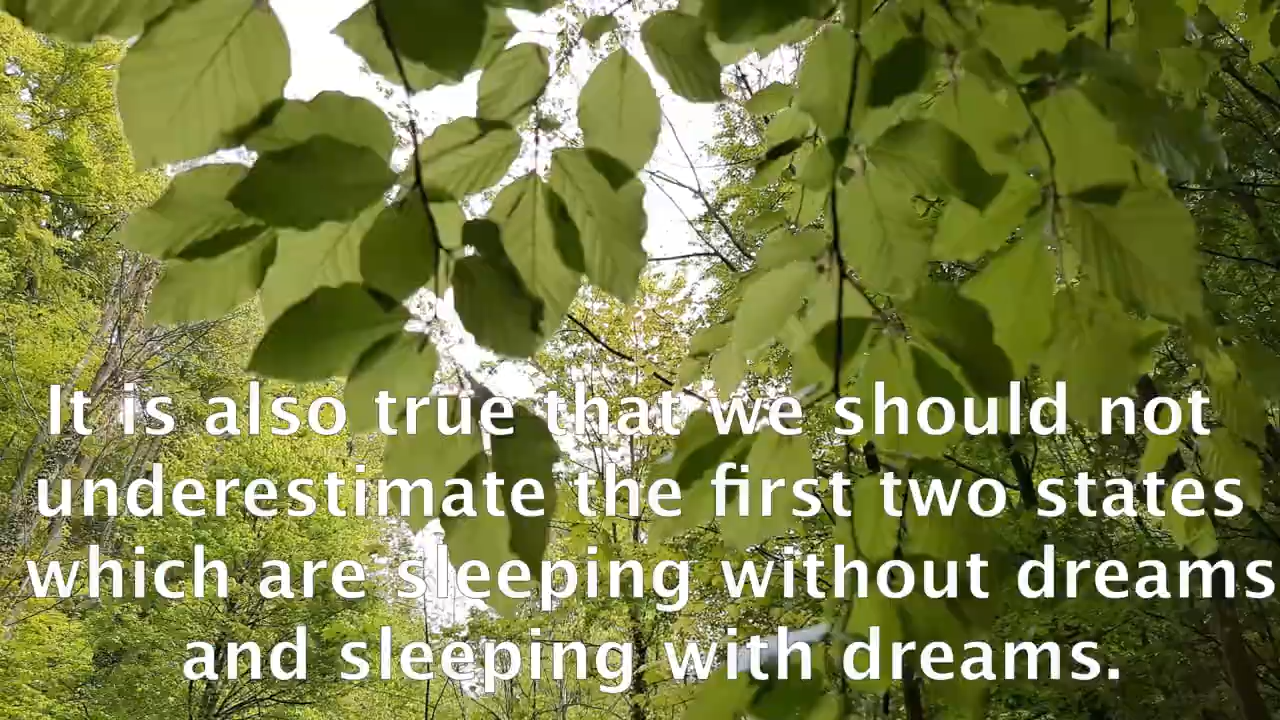 It is also true that we should not
underestimate the first two states
which are sleeping without dreams
and sleeping with dreams.